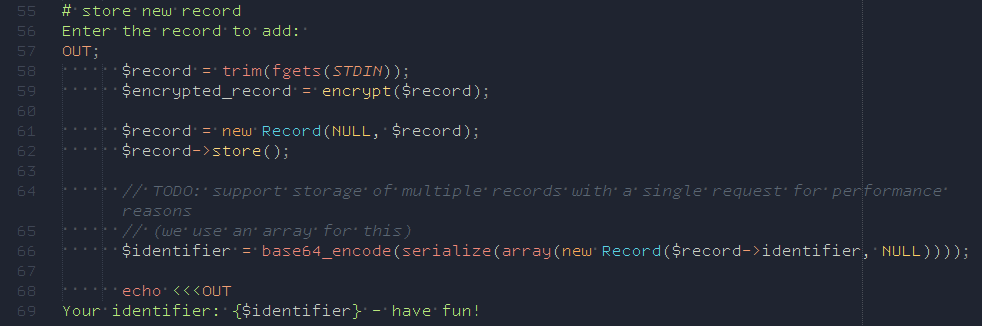 55 # store new record
56 Enter the record to add:
57 OUT;
58 $record = trim(fgets(STDIN));
59 $encrypted_record = encrypt($record);
60
61 $record = new Record(NULL, $record);
62 $record->store();
63
64 // TODO: support storage of multiple records with a single request for performance
reasons
65 // (we use an array for this)
66 $identifier = base64_encode(serialize(array(new Record($record->identifier, NULL))));
67
68 echo <<<OUT
69 Your identifier: {$identifier} - have fun!